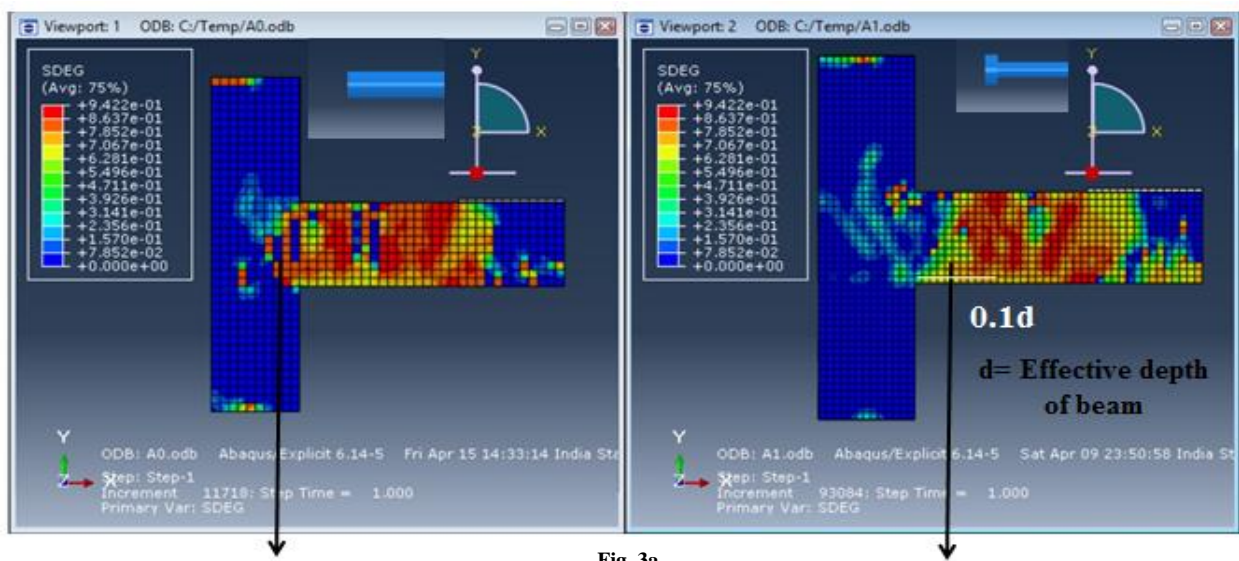 Viewport: 1 ODB: C:/Temp/A0.odb
SDEG
(Avg: 75%)
+9.422e-01
+8.637e-01
+7.852e-01
+7.067e-01
+6.281e-01
+5.496e-01
+4.711e-01
+3.926e-01
+3.141e-01
+2.356e-01
+1.570e-01
+7.852e-02
+0.000e+00
Y
X
Z
Y
X
Z
ODB: A0.odb Abaqus/Explicit 6.14-5 Fri Apr 15 14:33:14 India Sta
Step: Step-1
Increment 11718: Step Time = 1.000
Primary Var: SDEG
Viewport: 2 ODB: C:/Temp/A1.odb
SDEG
(Avg: 75%)
+9.422e-01
+8.637e-01
+7.852e-01
+7.067e-01
+6.281e-01
+5.496e-01
+4.711e-01
+3.926e-01
+3.141e-01
+2.356e-01
+1.570e-01
+7.852e-02
+0.000e+00
Y
X
Z
0.1d
d= Effective depth
of beam
Y
X
Z
ODB: A1.odb Abaqus/Explicit 6.14-5 Sat Apr 09 23:50:58 India St
Step: Step-1
Increment 93084: Step Time = 1.000
Primary Var: SDEG
Fig. 3a